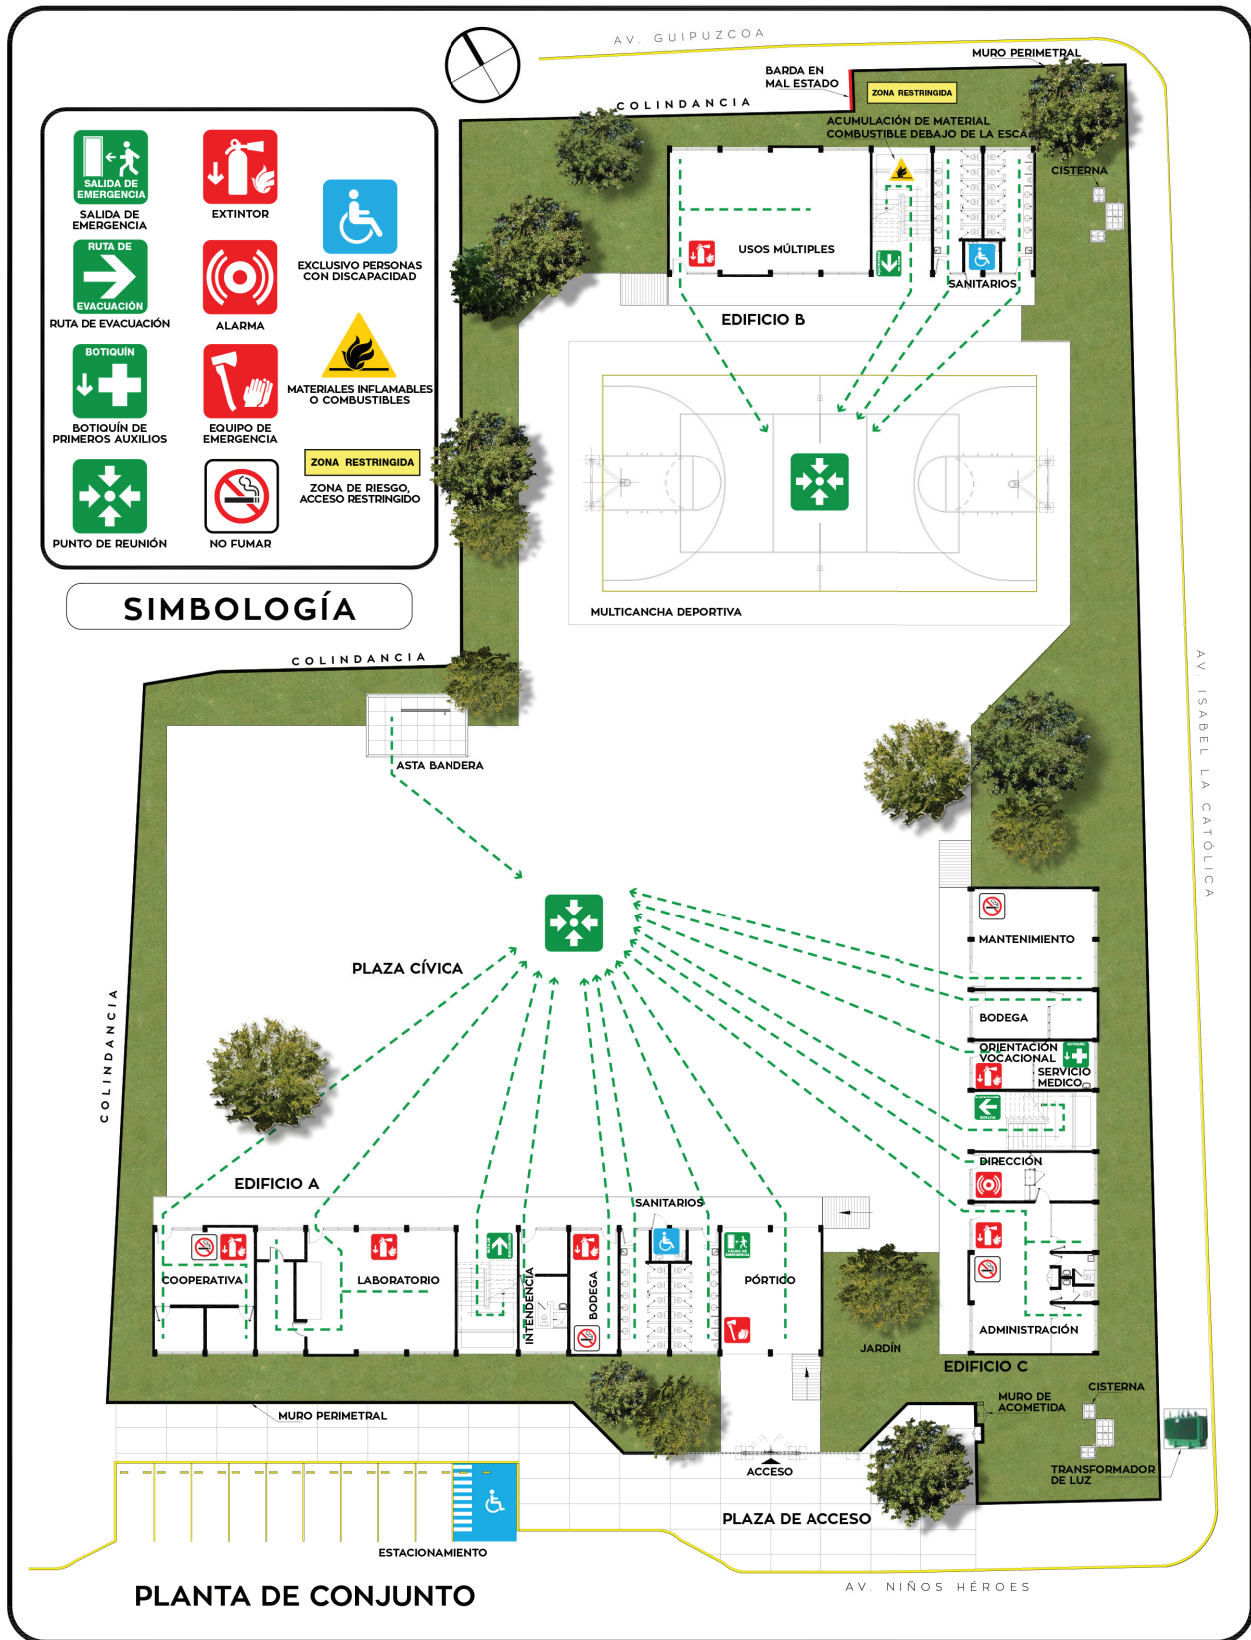 AV. GUIPUZCOA
MURO PERIMETRAL
BARDA EN
MAL ESTADO
ZONA RESTRINGIDA
COLINDANCIA
ACUMULACIÓN DE MATERIAL
COMBUSTIBLE DEBAJO DE LA ESCA
CISTERNA
USOS MÚLTIPLES
SANITARIOS
EDIFICIO B
SALIDA DE
EMERGENCIA
SALIDA DE
EMERGENCIA
EXTINTOR
EXCLUSIVO PERSONAS
CON DISCAPACIDAD
RUTA DE
EVACUACIÓN
RUTA DE EVACUACIÓN
ALARMA
MATERIALES INFLAMABLES
O COMBUSTIBLES
BOTIQUÍN
BOTIQUÍN DE
PRIMEROS AUXILIOS
EQUIPO DE
EMERGENCIA
ZONA RESTRINGIDA
ZONA DE RIESGO,
ACCESO RESTRINGIDO
PUNTO DE REUNIÓN
NO FUMAR
SIMBOLOGÍA
MULTICANCHA DEPORTIVA
COLINDANCIA
ASTA BANDERA
AV. ISABEL LA CATÓLICA
PLAZA CÍVICA
COLINDANCIA
MANTENIMIENTO
BODEGA
ORIENTACIÓN
VOCACIONAL
BOTIQUÍN
SERVICIO
MEDICO
DIRECCIÓN
ADMINISTRACIÓN
EDIFICIO C
EDIFICIO A
SANITARIOS
COOPERATIVA
LABORATORIO
INTENDENCIA
BODEGA
SALIDA DE
EMERGENCIA
PÓRTICO
JARDÍN
MURO PERIMETRAL
MURO DE
ACOMETIDA
CISTERNA
TRANSFORMADOR
DE LUZ
ACCESO
PLAZA DE ACCESO
ESTACIONAMIENTO
PLANTA DE CONJUNTO
AV. NIÑOS HÉROES